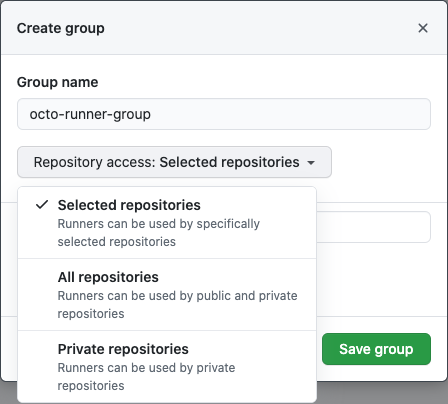 Create group
Group name
octo-runner-group
Repository access: Selected repositories
Selected repositories
Runners can be used by specifically
selected repositories
All repositories
Runners can be used by public and private
repositories
Private repositories
Runners can be used by private
repositories
Save group